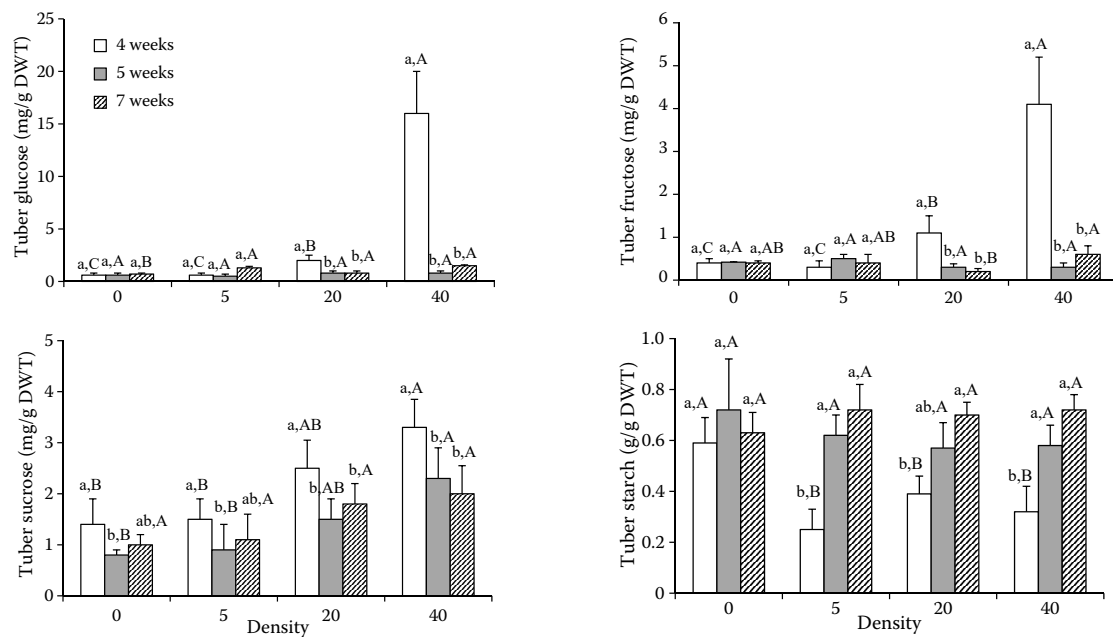 Tuber glucose (mg/g DWT)
25
20
15
10
5
0
4 weeks
5 weeks
7 weeks
a,C a,A a,B
a,C a,A a,A
a,B b,A b,A
a,A b,A b,A
0 5 20 40
Tuber fructose (mg/g DWT)
6
5
4
3
2
1
0
a,C a,A a,AB
a,C a,A a,AB
a,B b,A b,B
a,A b,A b,A
0 5 20 40
Tuber sucrose (mg/g DWT)
5
4
3
2
1
0
a,B b,B ab,A
a,B b,B ab,A
a,AB b,AB b,A
a,A b,A b,A
0 5 20 40
Density
Tuber starch (g/g DWT)
1.0
0.8
0.6
0.4
0.2
0.0
a,A a,A a,A
b,B a,A a,A
b,B ab,A a,A
b,B a,A a,A
0 5 20 40
Density